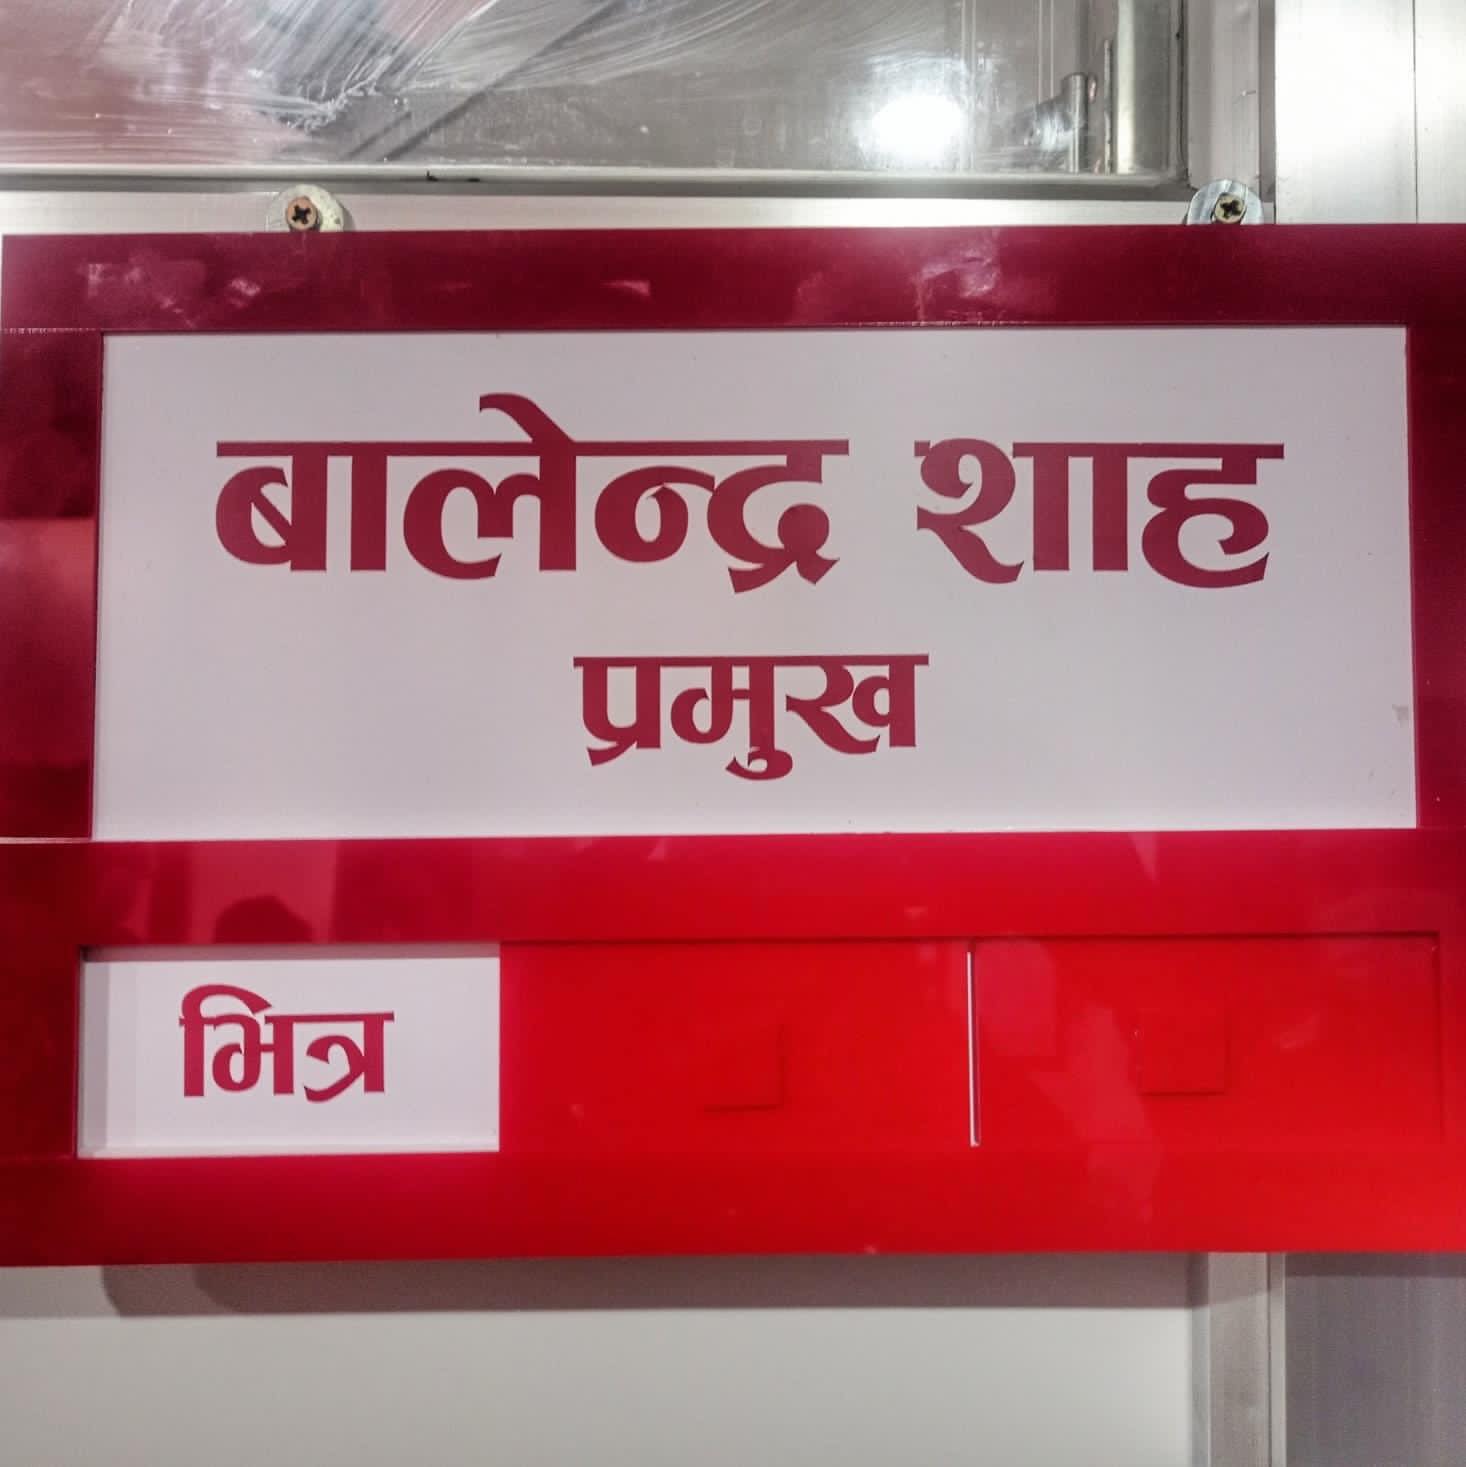 बालेन्द्र शाह
प्रमुख
भित्र